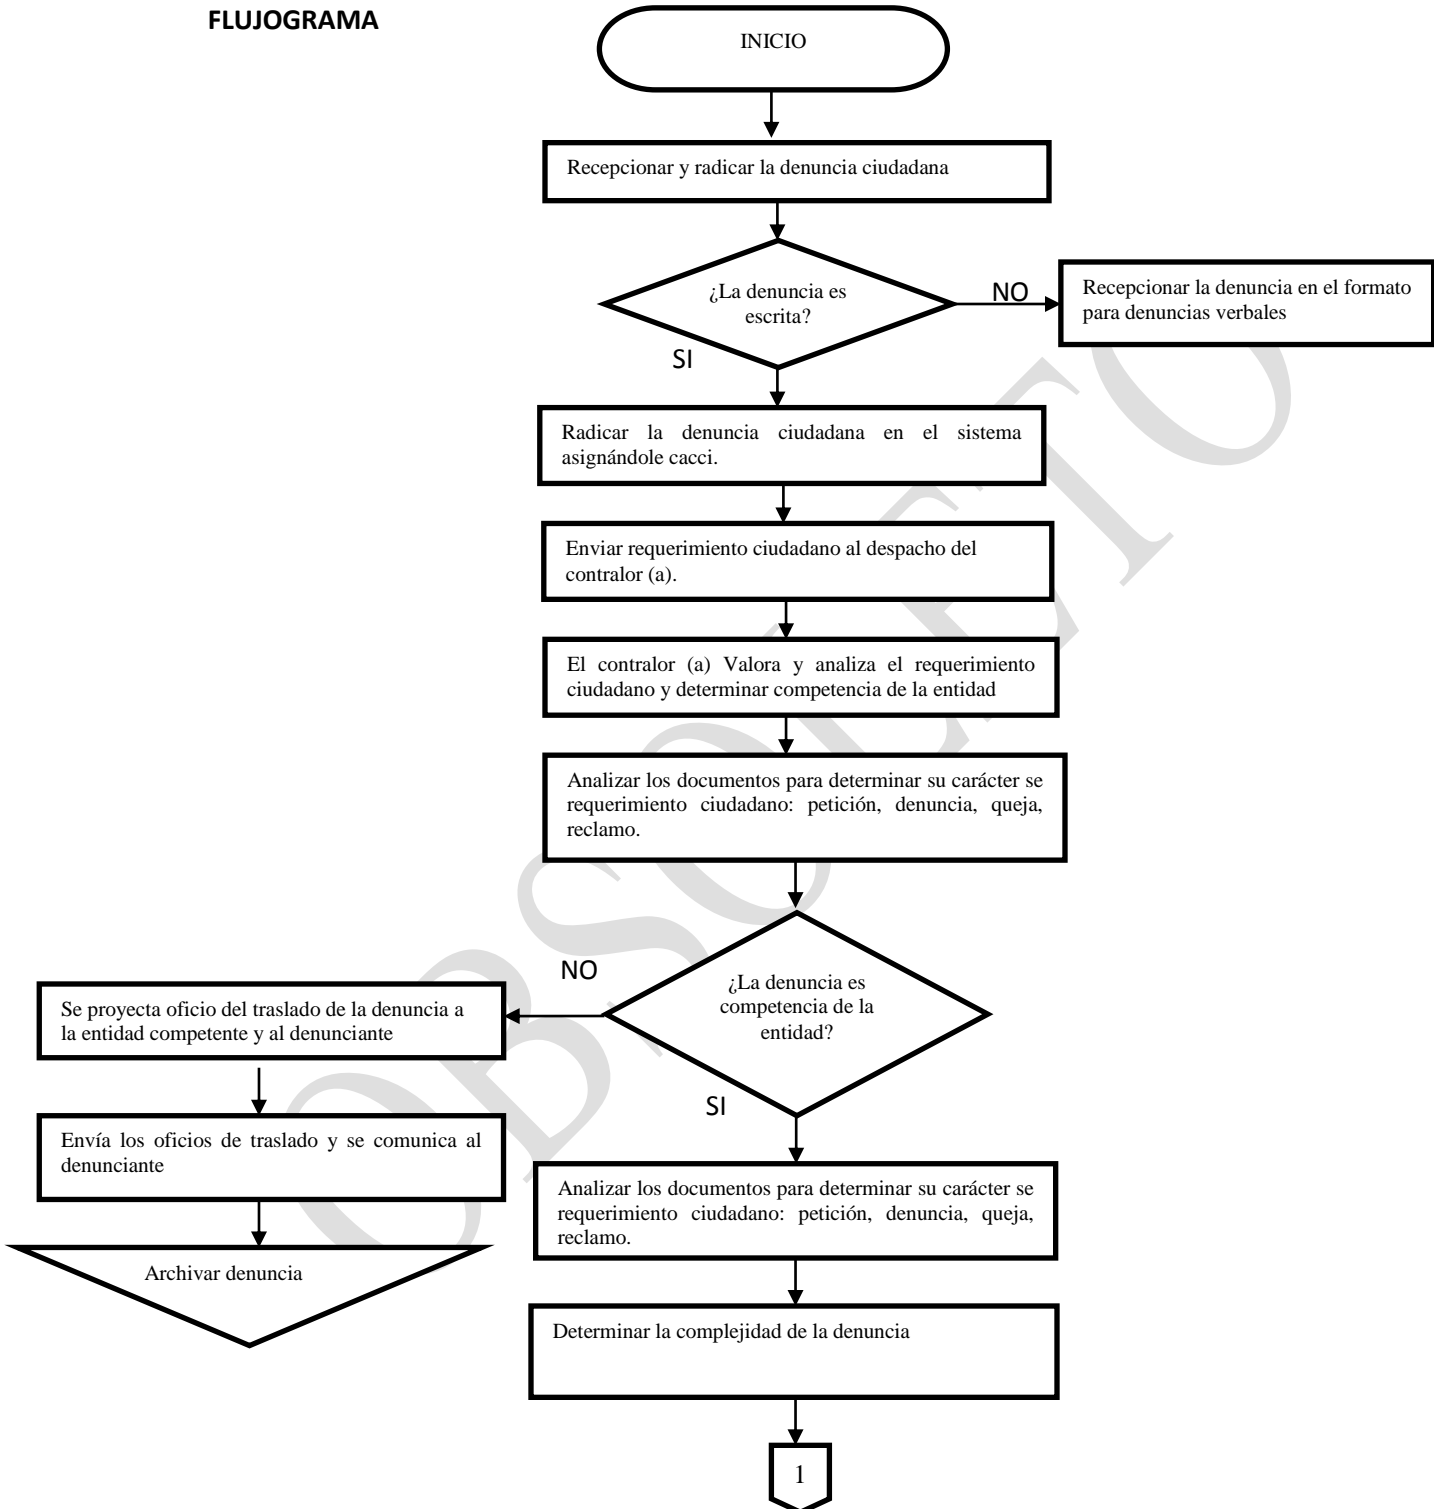 FLUJOGRAMA
INICIO
Recepcionar y radicar la denuncia ciudadana
¿La denuncia es
escrita?
NO
Recepcionar la denuncia en el formato
para denuncias verbales
SI
Radicar la denuncia ciudadana en el sistema
asignándole cacci.
Enviar requerimiento ciudadano al despacho del
contralor (a).
El contralor (a) Valora y analiza el requerimiento
ciudadano y determinar competencia de la entidad
Analizar los documentos para determinar su carácter se
requerimiento ciudadano: petición, denuncia, queja,
reclamo.
¿La denuncia es
competencia de la
entidad?
NO
Se proyecta oficio del traslado de la denuncia a
la entidad competente y al denunciante
Envía los oficios de traslado y se comunica al
denunciante
Archivar denuncia
SI
Analizar los documentos para determinar su carácter se
requerimiento ciudadano: petición, denuncia, queja,
reclamo.
Determinar la complejidad de la denuncia
1
OBSOLETO